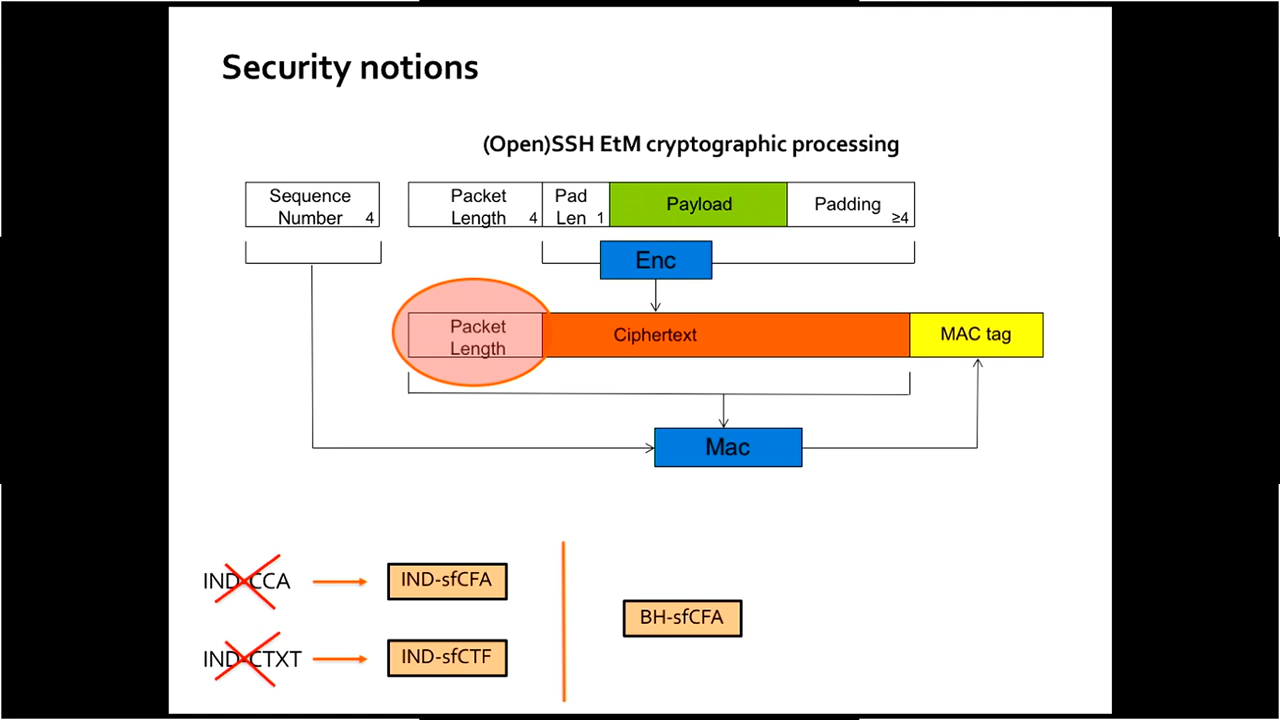 Security notions
(Open)SSH EtM cryptographic processing
Sequence
Number 4
Packet
Length 4
Pad
Len 1
Payload
Padding
≥4
Enc
Packet
Length
Ciphertext
MAC tag
Mac
IND-CCA
IND-sfCFA
BH-sfCFA
IND-CTXT
IND-sfCTF